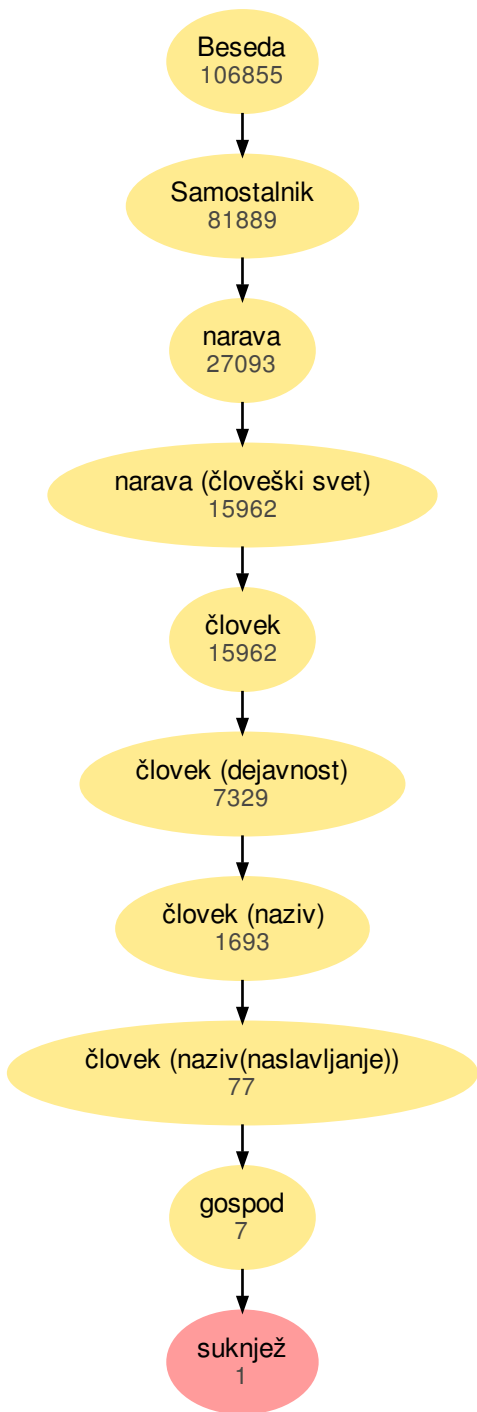 Beseda
106855
Samostalnik
81889
narava
27093
narava (človeški svet)
15962
človek
15962
človek (dejavnost)
7329
človek (naziv)
1693
človek (naziv(naslavljanje))
77
gospod
7
suknjež
1